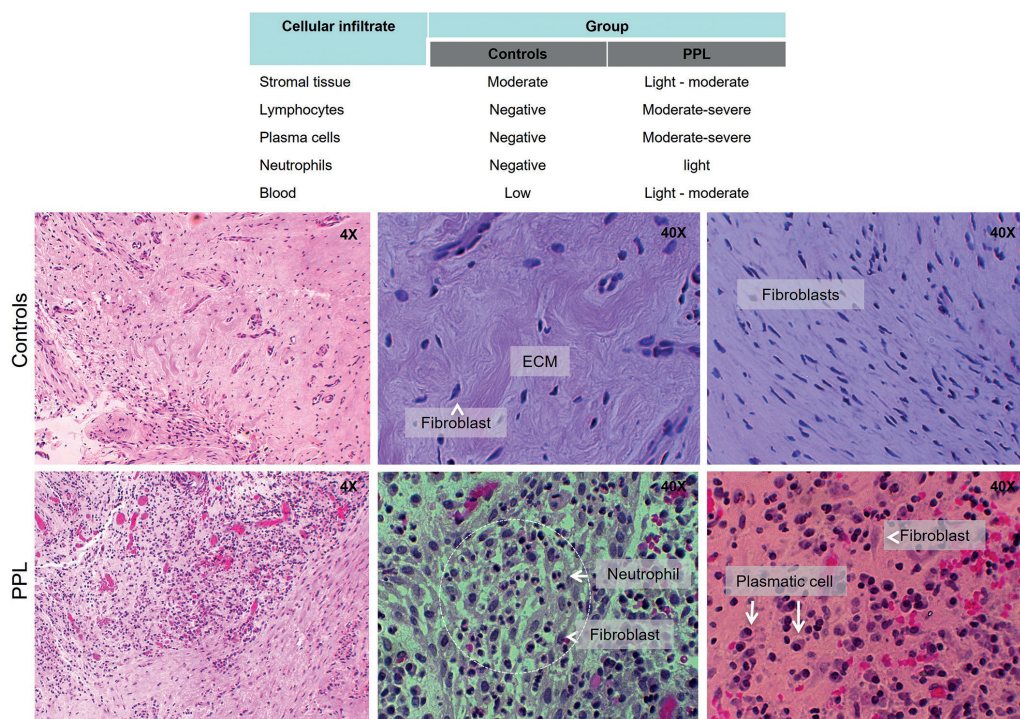 Cellular infiltrate Group
Controls PPL
Stromal tissue Moderate Light - moderate
Lymphocytes Negative Moderate-severe
Plasma cells Negative Moderate-severe
Neutrophils Negative light
Blood Low Light - moderate
Controls
4X
40X
ECM
Fibroblast
40X
Fibroblasts
PPL
4X
40X
Neutrophil
Fibroblast
40X
Fibroblast
Plasmatic cell